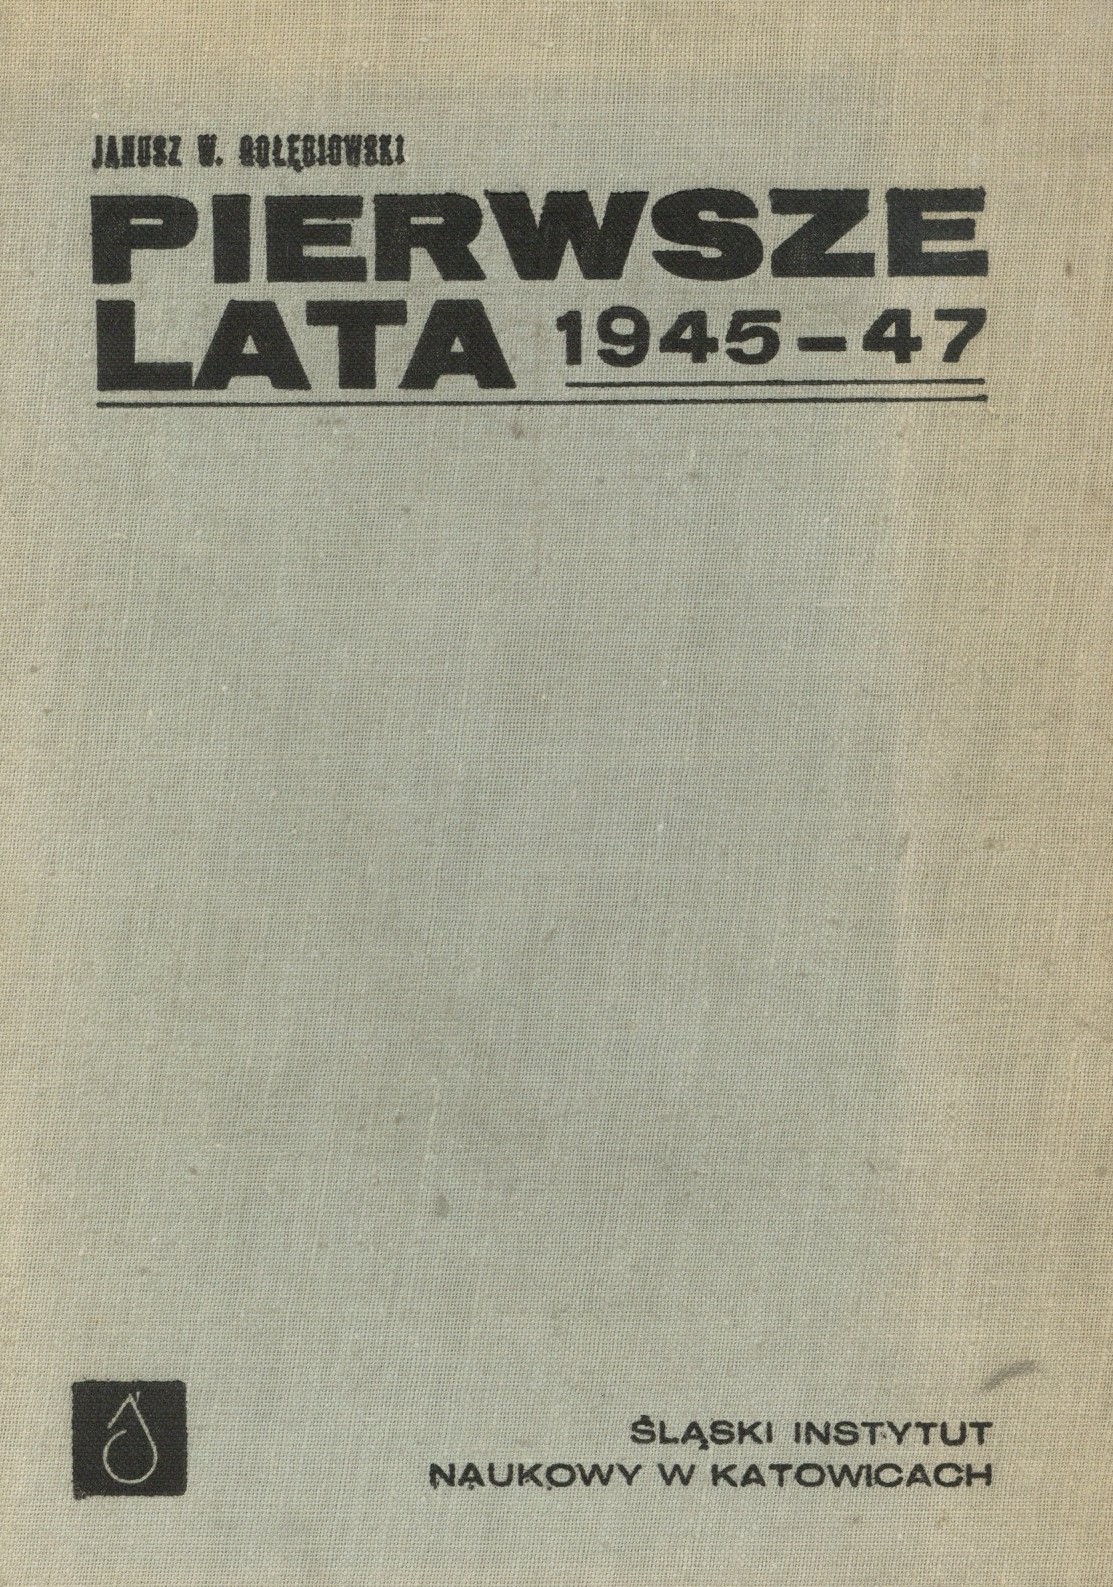 JANUSZ W. GOŁĘBIOWSKI
PIERWSZE
LATA 1945-47
ŚLĄSKI INSTYTUT
NAUKOWY W KATOWICACH